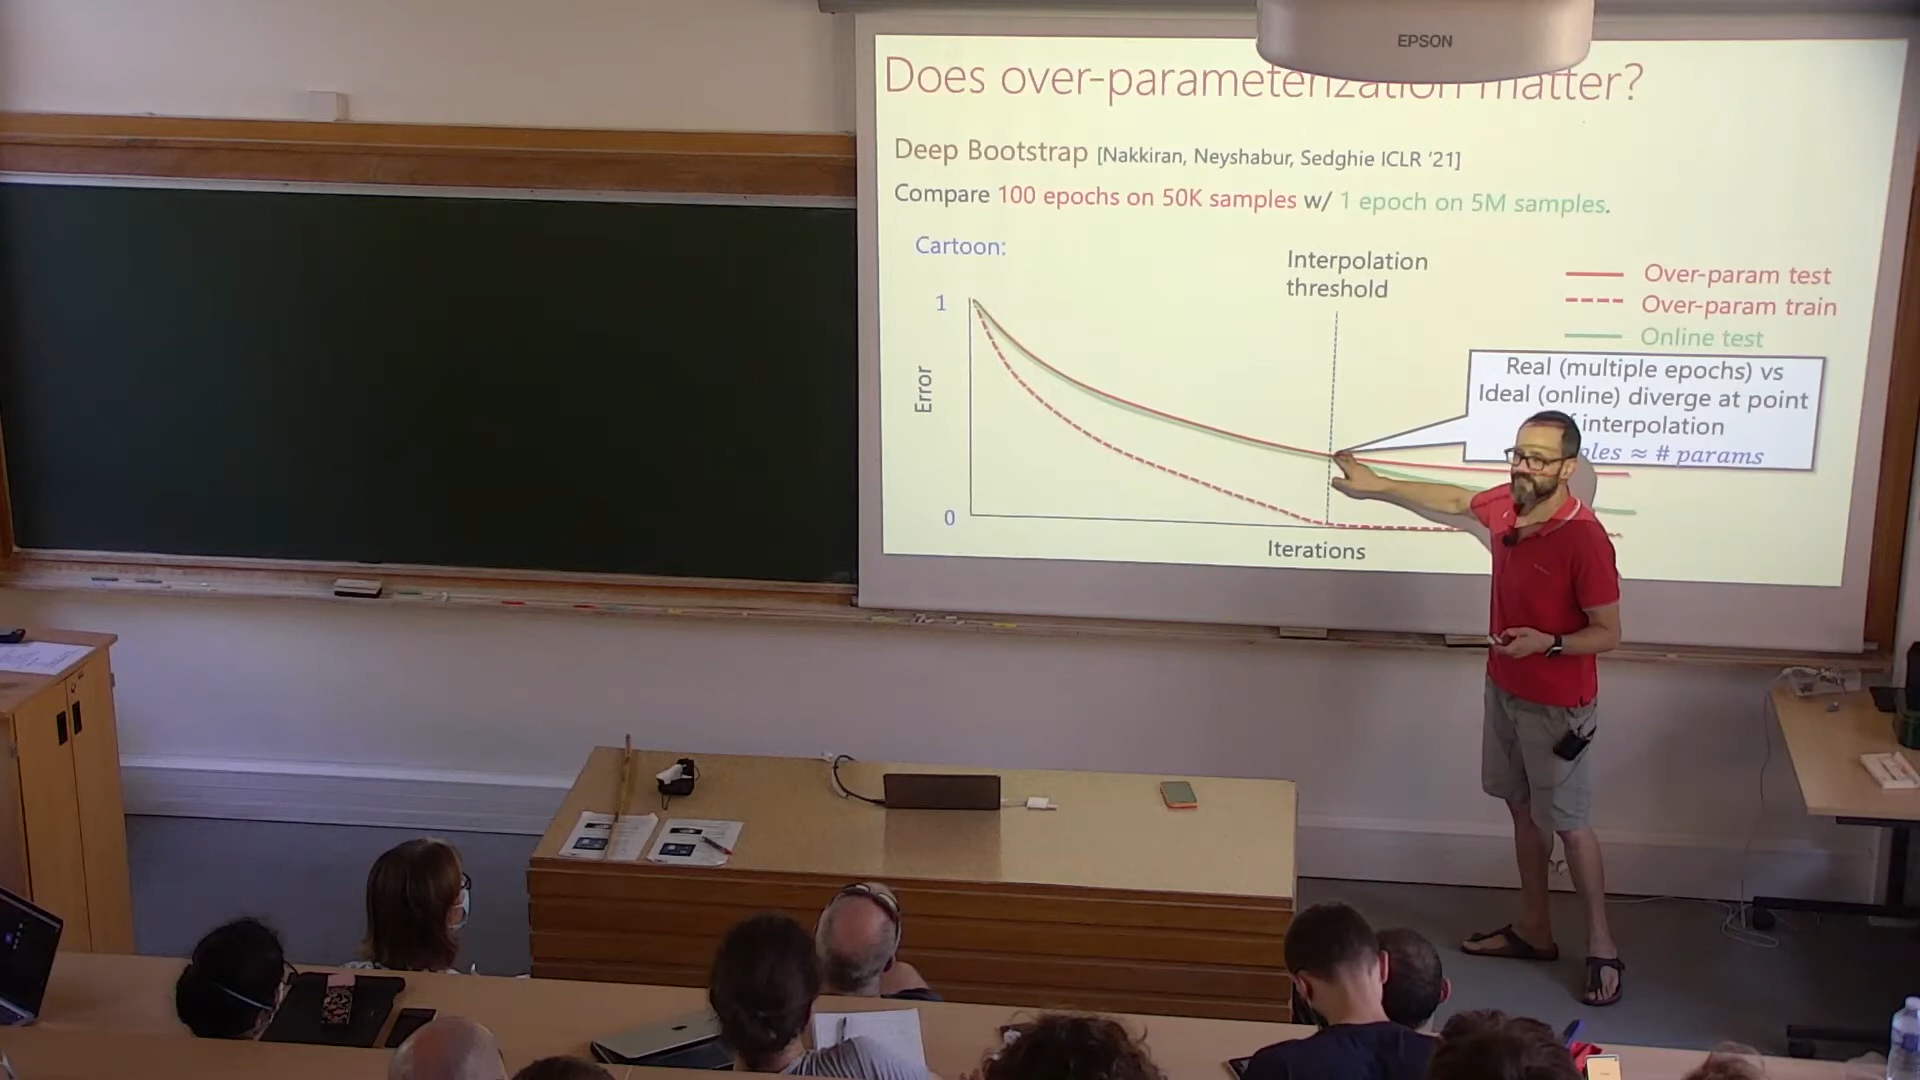 EPSON
Does over-parameterization matter?
Deep Bootstrap [Nakkiran, Neyshabur, Sedghie ICLR '21]
Compare 100 epochs on 50K samples w/ 1 epoch on 5M samples.
Cartoon:
Interpolation
threshold
Over-param test
Over-param train
Online test
1
Error
0
Iterations
Real (multiple epochs) vs
Ideal (online) diverge at point
interpolation
≈ # params